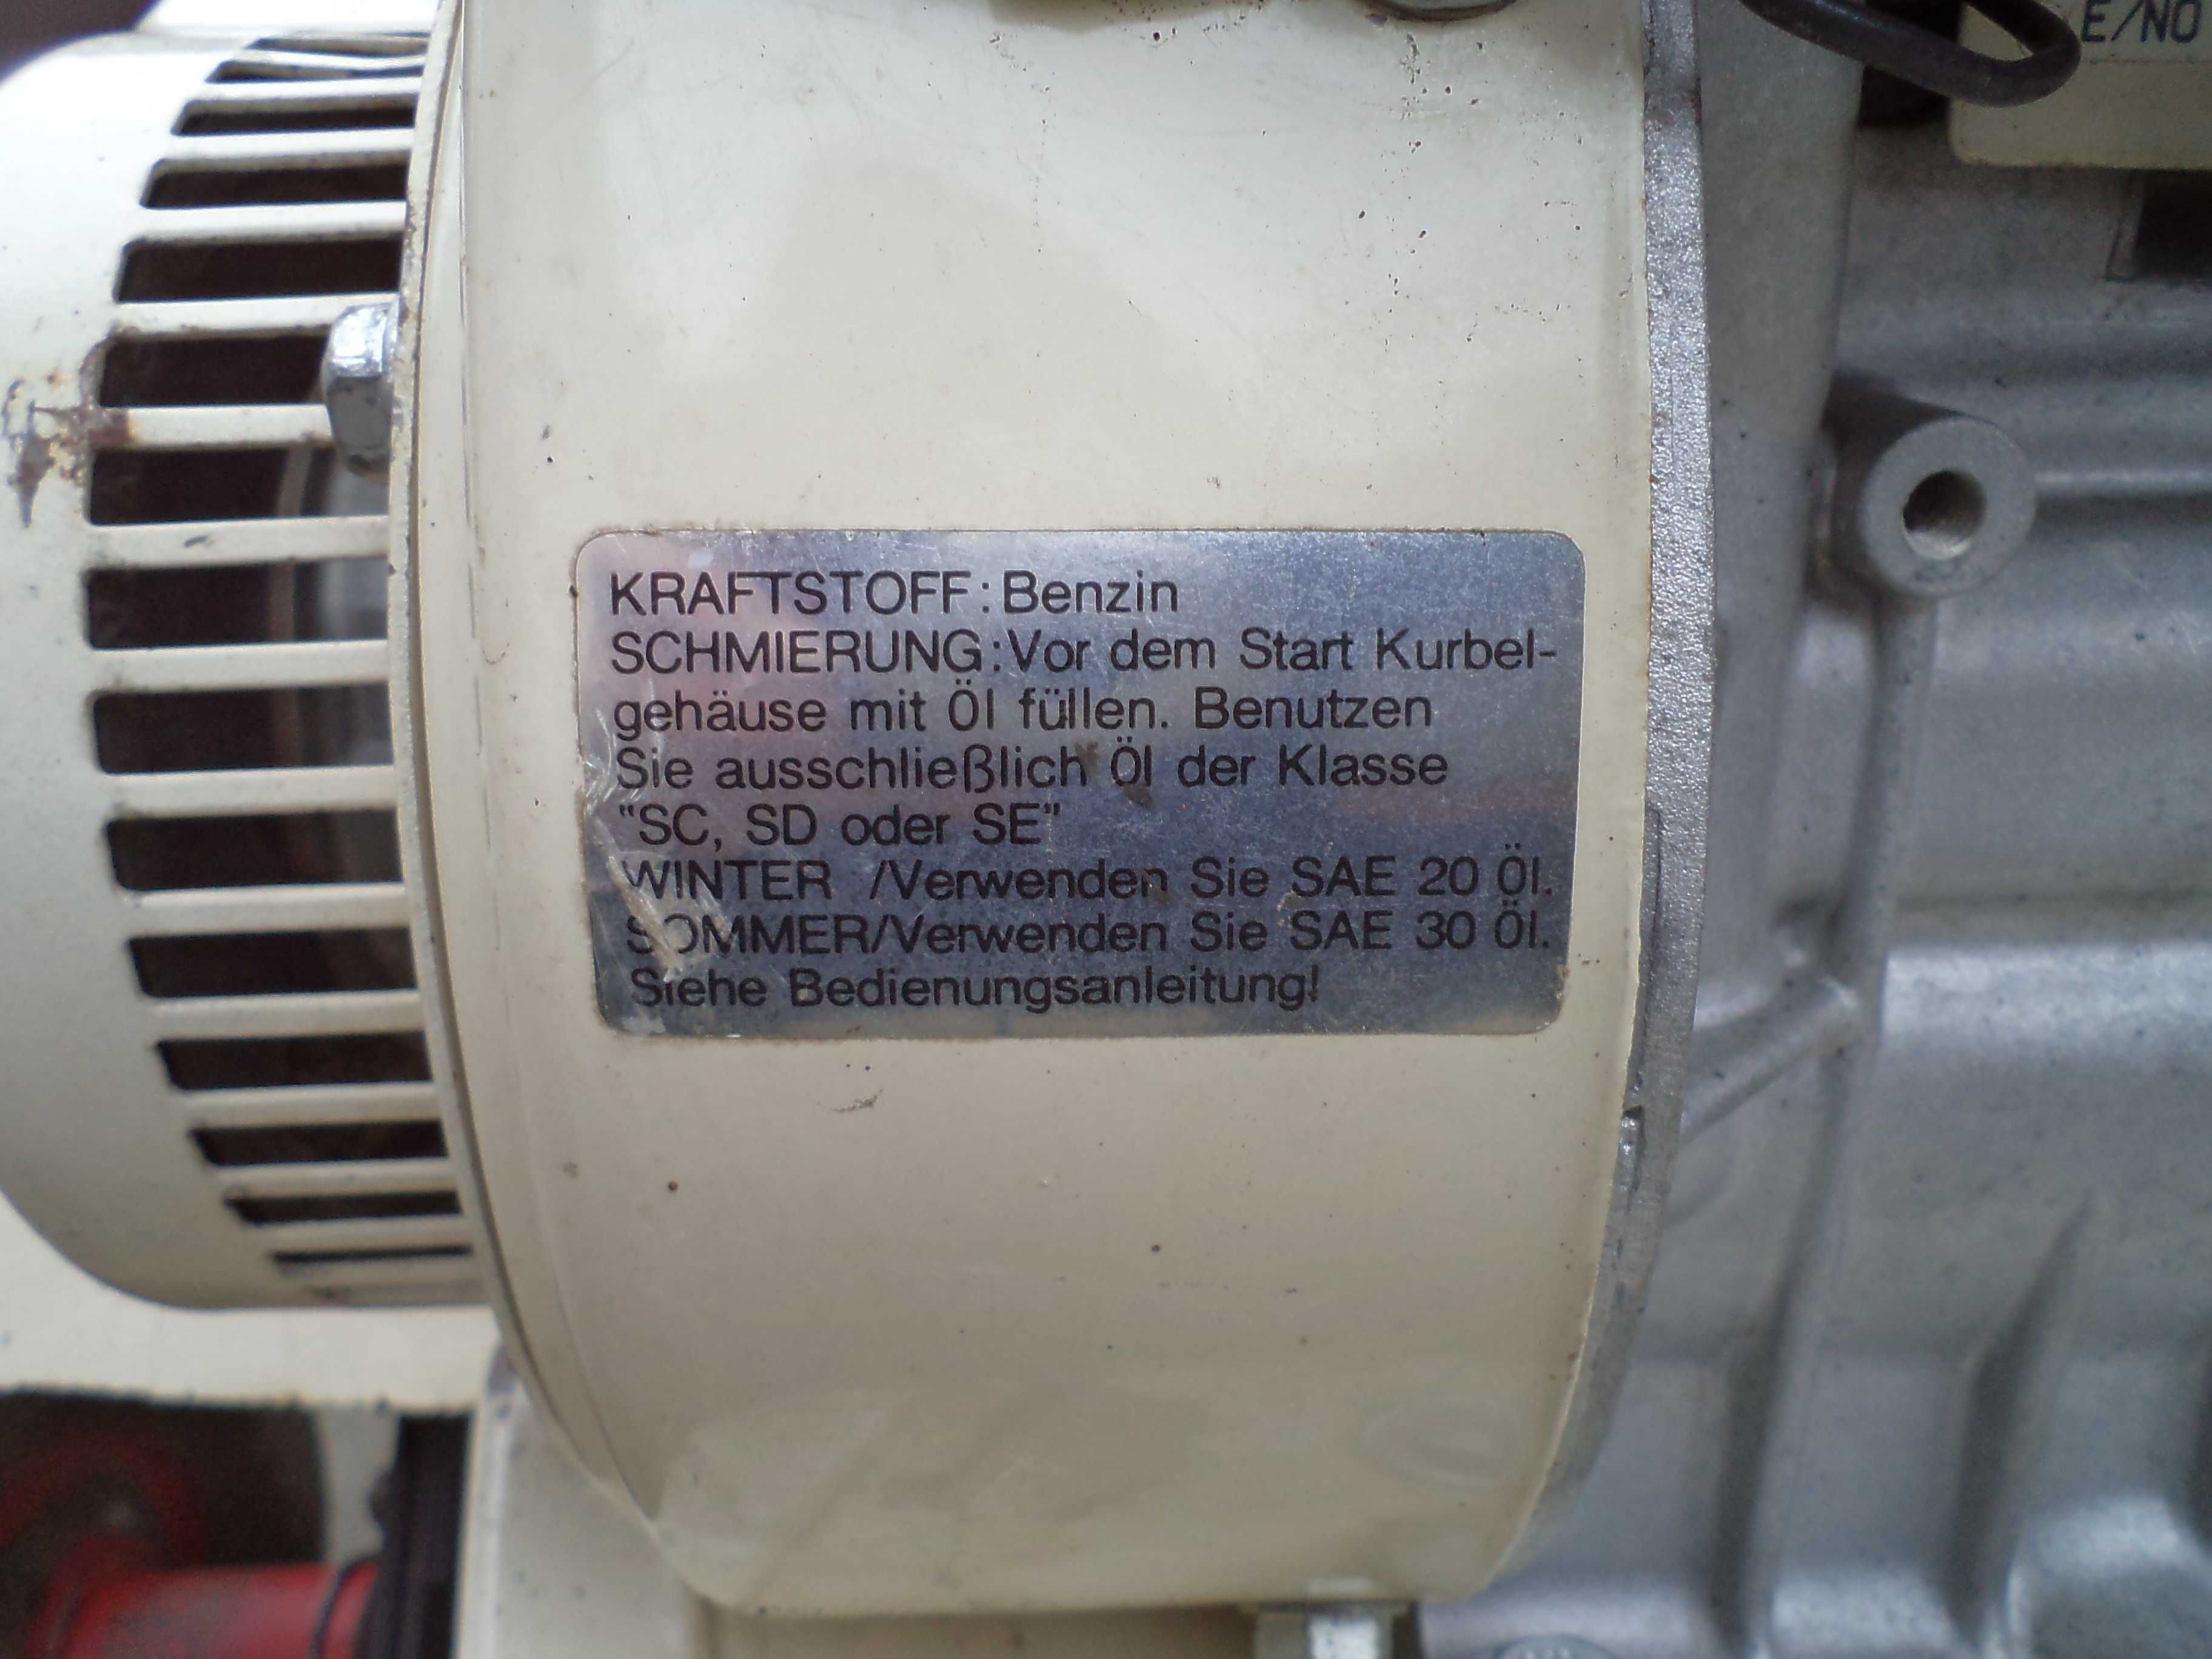 E/NO
KRAFTSTOFF: Benzin
SCHMIERUNG: Vor dem Start Kurbel-
gehäuse mit Öl füllen. Benutzen
Sie ausschließlich Öl der Klasse
"SC, SD oder SE"
WINTER /Verwenden Sie SAE 20 Öl.
SOMMER/Verwenden Sie SAE 30 Öl.
Siehe Bedienungsanleitung!